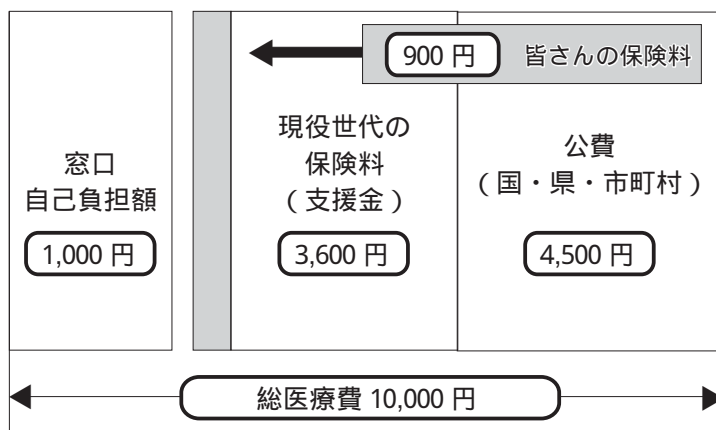 900 円 皆さんの保険料
窓口
自己負担額
1,000 円
現役世代の
保険料
（支援金）
3,600 円
公費
（国・県・市町村）
4,500 円
総医療費 10,000 円